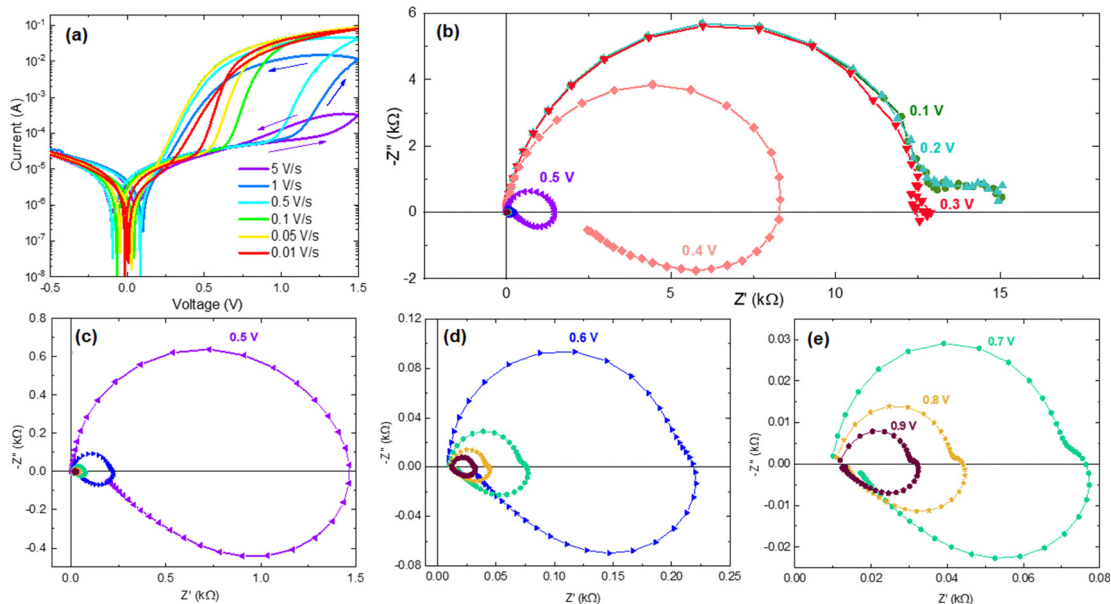 (a)
Current (A)
10⁻¹
10⁻²
10⁻³
10⁻⁴
10⁻⁵
10⁻⁶
10⁻⁷
10⁻⁸
5 V/s
1 V/s
0.5 V/s
0.1 V/s
0.05 V/s
0.01 V/s
-0.5 0.0 0.5 1.0 1.5
Voltage (V)
(b)
-Z" (kΩ)
6
4
2
0
-2
0.1 V
0.2 V
0.3 V
0.5 V
0.4 V
0 5 10 15
Z' (kΩ)
(c)
0.5 V
-Z" (kΩ)
0.8
0.6
0.4
0.2
0.0
-0.2
-0.4
0.0 0.5 1.0 1.5
Z' (kΩ)
(d)
0.6 V
-Z" (kΩ)
0.12
0.08
0.04
0.00
-0.04
-0.08
0.00 0.05 0.10 0.15 0.20 0.25
Z' (kΩ)
(e)
0.7 V
0.8 V
0.9 V
-Z" (kΩ)
0.03
0.02
0.01
0.00
-0.01
-0.02
0.00 0.02 0.04 0.06 0.08
Z' (kΩ)